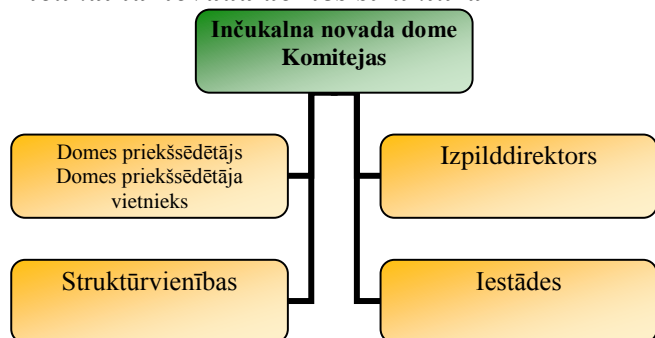 Inčukalna novada dome
Komitejas
Domes priekšsēdētājs
Domes priekšsēdētāja
vietnieks
Izpilddirektors
Struktūrvienības
Iestādes